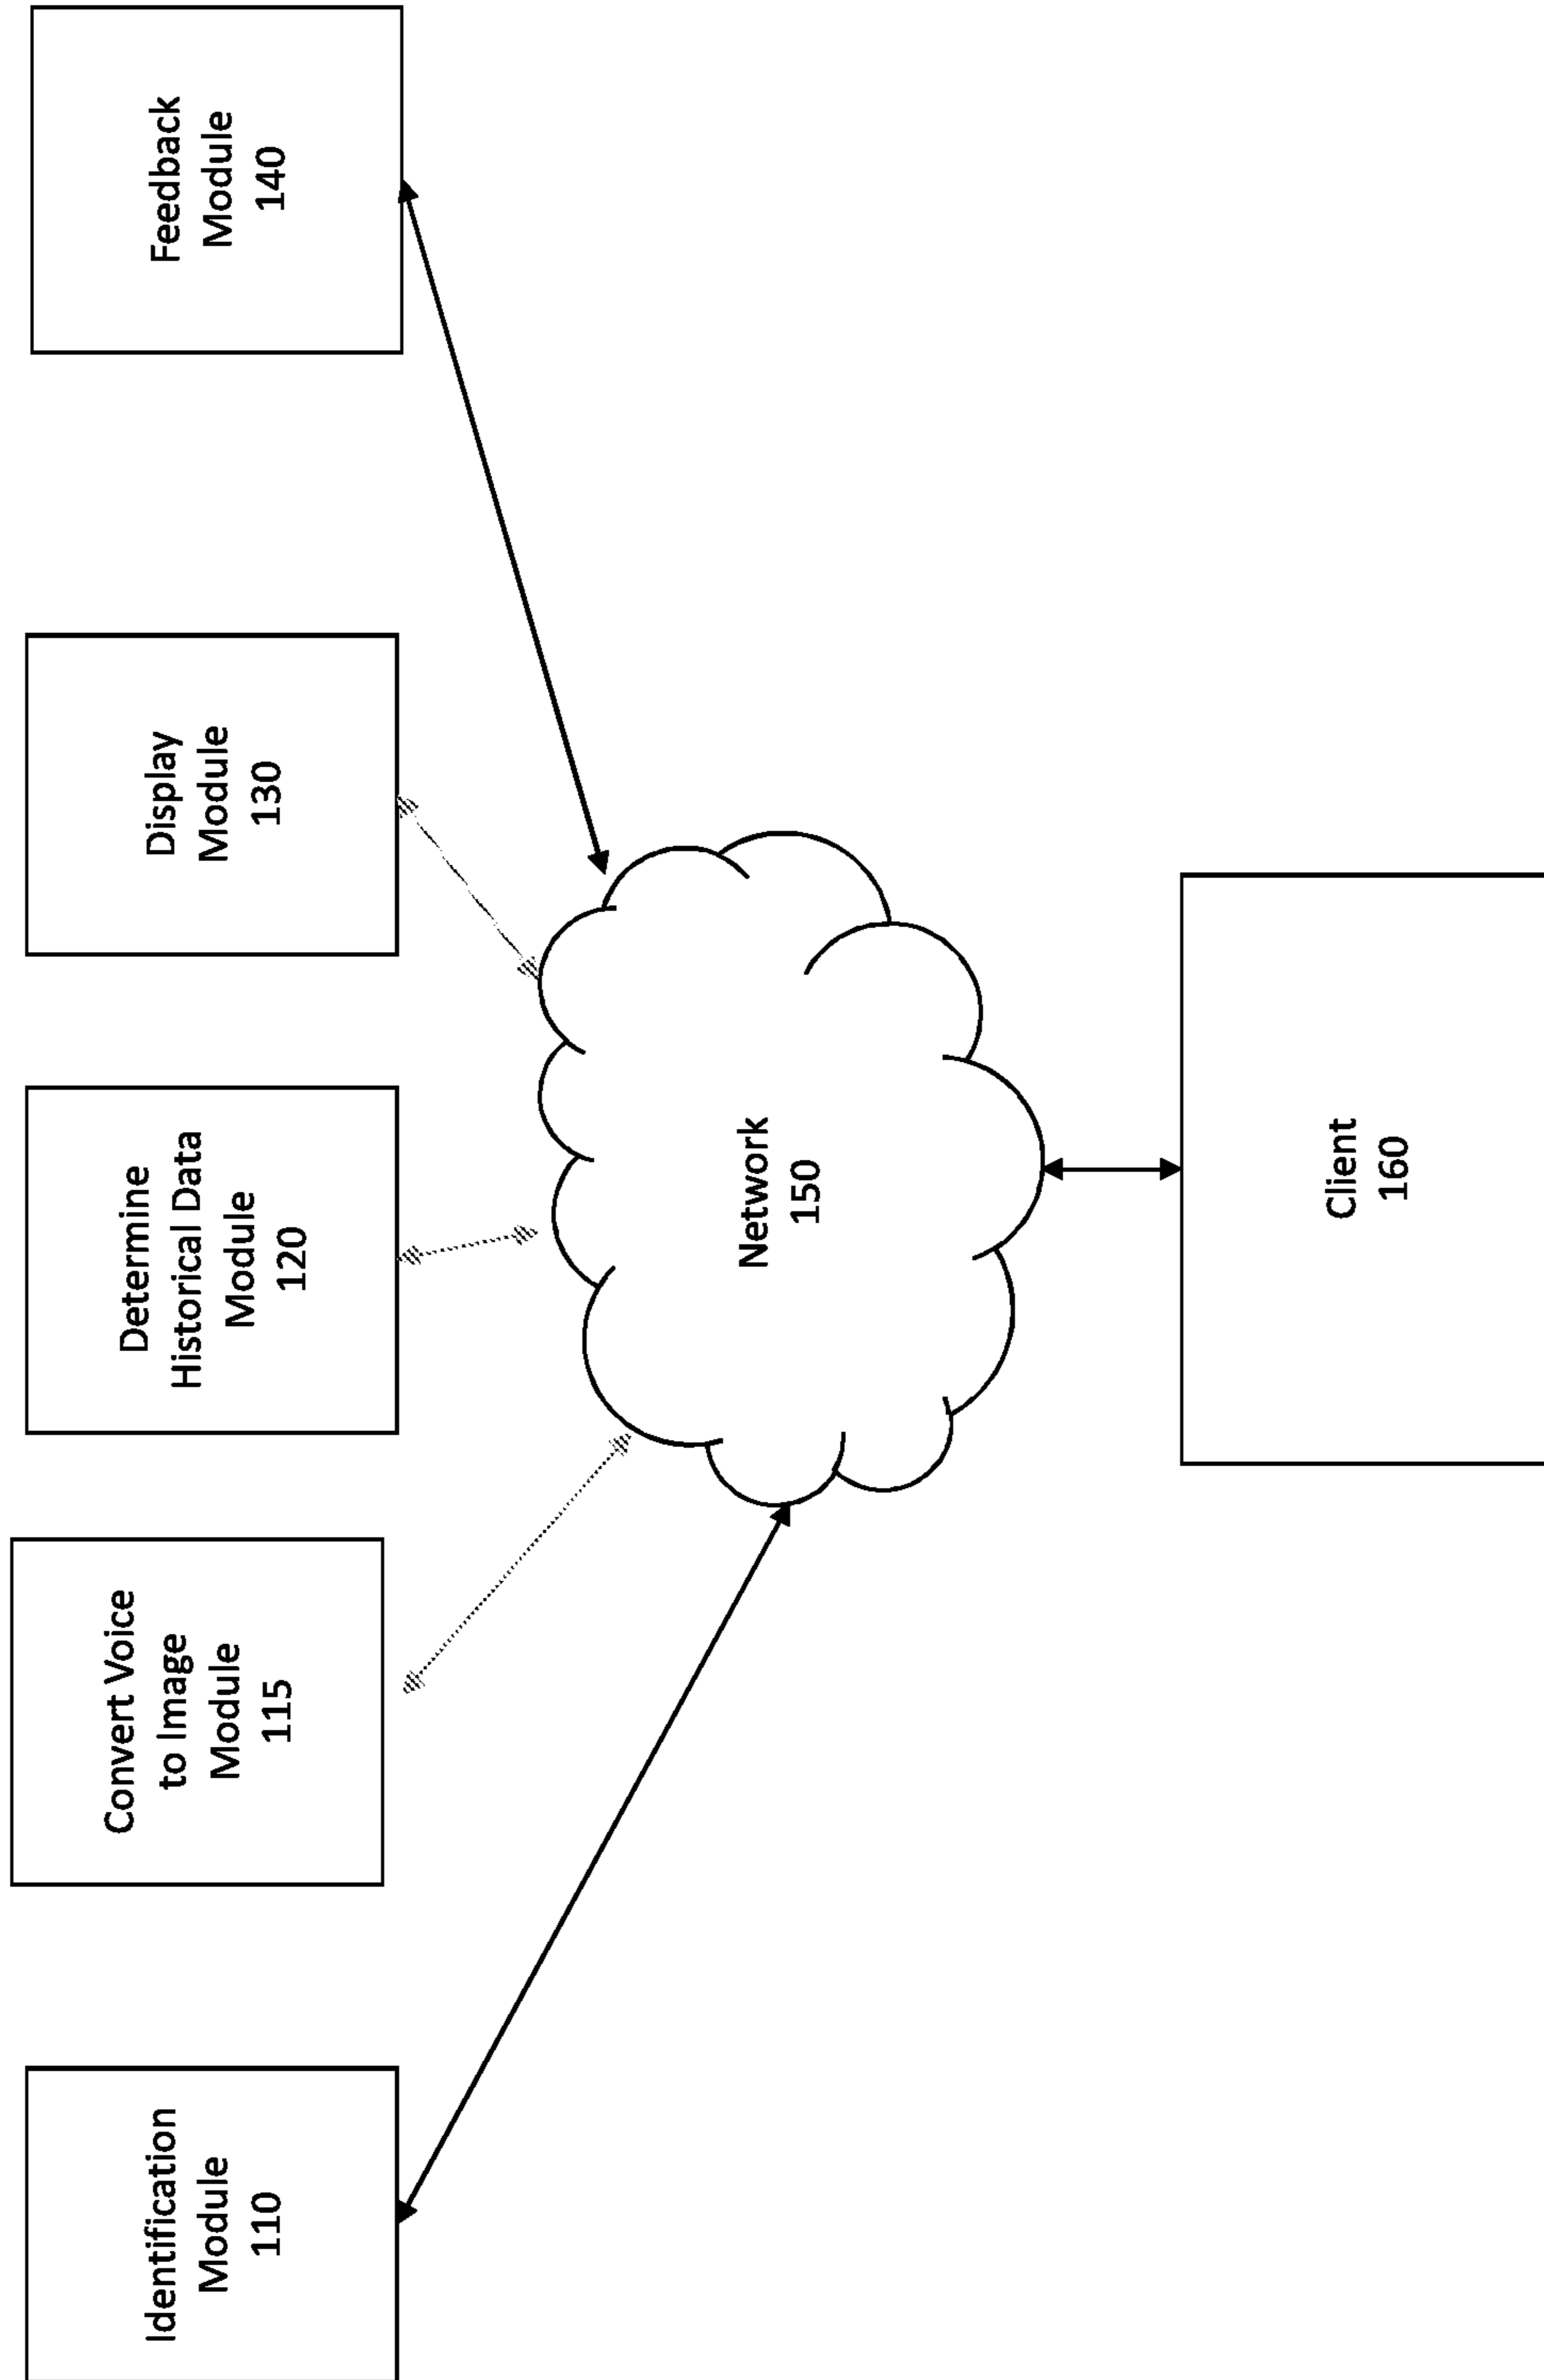 Identification
Module
110
Convert Voice
to Image
Module
115
Determine
Historical Data
Module
120
Display
Module
130
Feedback
Module
140
Network
150
Client
160